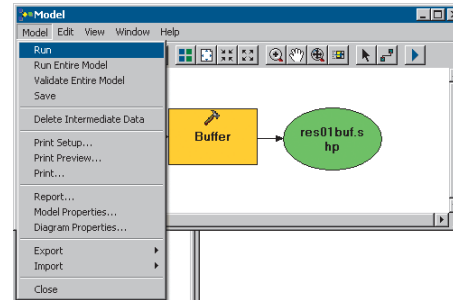 Model
Model Edit View Window Help
Run
Run Entire Model
Validate Entire Model
Save
Delete Intermediate Data
Print Setup...
Print Preview...
Print...
Report...
Model Properties...
Diagram Properties...
Export
Import
Close
Buffer
res01buf.s
hp